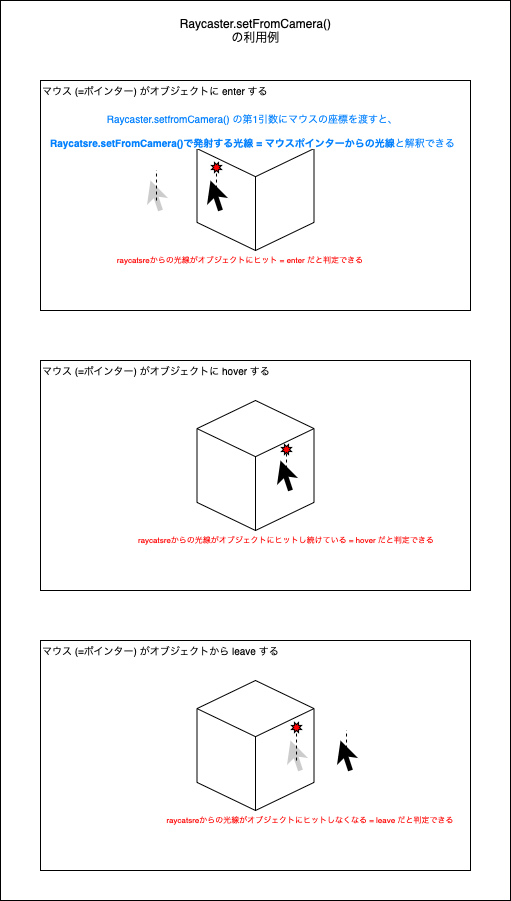 Raycaster.setFromCamera()
の利用例
マウス (=ポインター) がオブジェクトに enter する
Raycaster.setfromCamera() の第1引数にマウスの座標を渡すと、
Raycatsre.setFromCamera()で発射する光線 = マウスポインターからの光線と解釈できる
raycatsreからの光線がオブジェクトにヒット = enter だと判定できる
マウス (=ポインター) がオブジェクトに hover する
raycatsreからの光線がオブジェクトにヒットし続けている = hover だと判定できる
マウス (=ポインター) がオブジェクトから leave する
raycatsreからの光線がオブジェクトにヒットしなくなる = leave だと判定できる